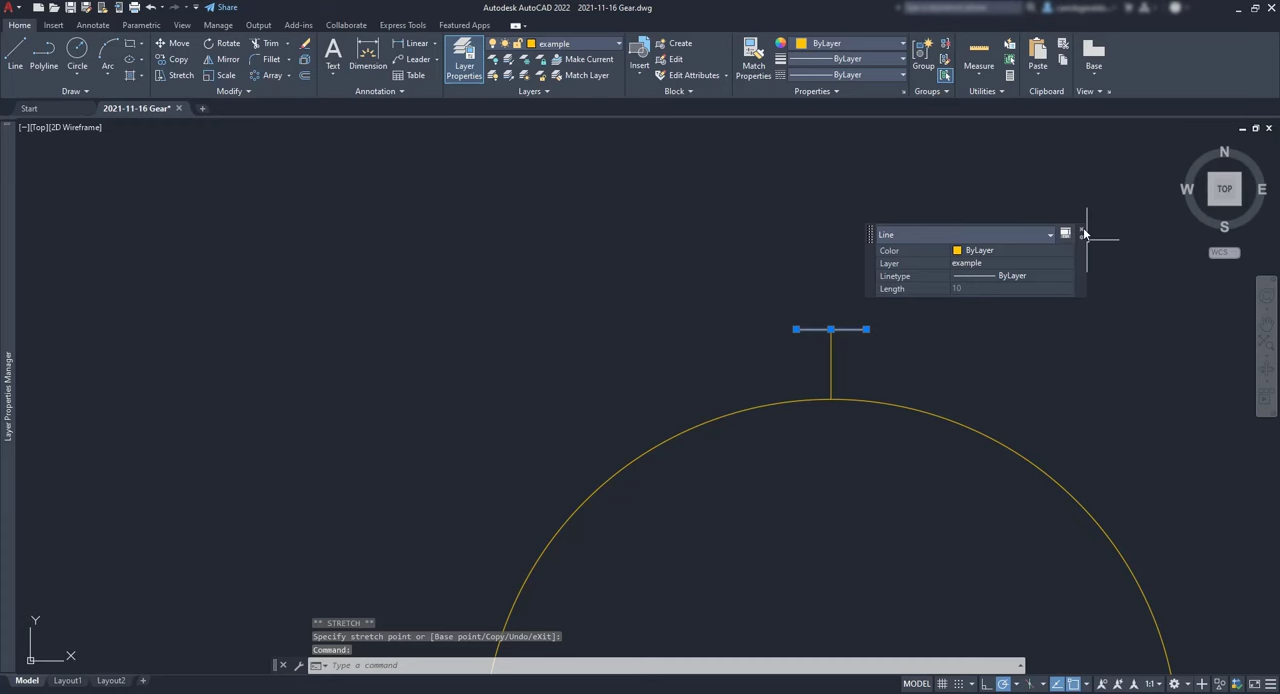 Share
Autodesk AutoCAD 2022 2021-11-16 Gear.dwg
Home Insert Annotate Parametric View Manage Output Add-ins Collaborate Express Tools Featured Apps
Move Rotate Trim Linear example Create ByLayer
Line Polyline Circle Arc
Copy Mirror Fillet Leader Make Current Edit ByLayer
Stretch Scale Array Table Match Layer Edit Attributes ByLayer
Text Dimension Layer Properties Insert Match Properties Group Measure Paste Base
Draw Modify Annotation Layers Block Properties Groups Utilities Clipboard View
Start 2021-11-16 Gear*
[−][Top][2D Wireframe]
N
W TOP E
S
WCS
Line
Color ByLayer
Layer example
Linetype ByLayer
Length 10
Layer Properties Manager
** STRETCH **
Specify stretch point or [Base point/Copy/Undo/eXit]:
Command:
Type a command
Y
X
Model Layout1 Layout2 +
MODEL 1:1